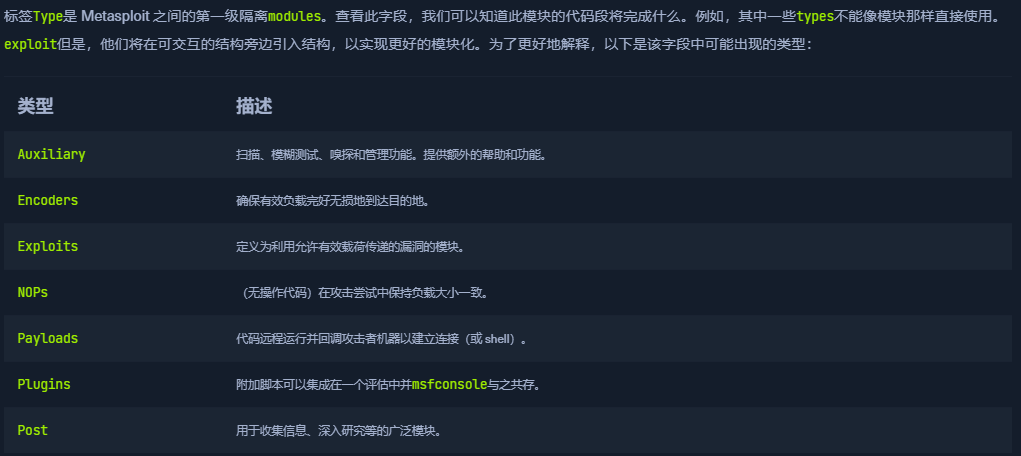 标签Type是 Metasploit 之间的第一级隔离modules。查看此字段，我们可以知道此模块的代码段将完成什么。例如，其中一些types不能像模块那样直接使用。
exploit但是，他们将在可交互的结构旁边引入结构，以实现更好的模块化。为了更好地解释，以下是该字段中可能出现的类型：
类型 描述
Auxiliary 扫描、模糊测试、嗅探和管理功能。提供额外的帮助和功能。
Encoders 确保有效负载完好无损地到达目的地。
Exploits 定义为利用允许有效载荷传递的漏洞的模块。
NOPs （无操作代码）在攻击尝试中保持负载大小一致。
Payloads 代码远程运行并回调攻击者机器以建立连接（或 shell）。
Plugins 附加脚本可以集成在一个评估中并msfconsole与之共存。
Post 用于收集信息、深入研究等的广泛模块。